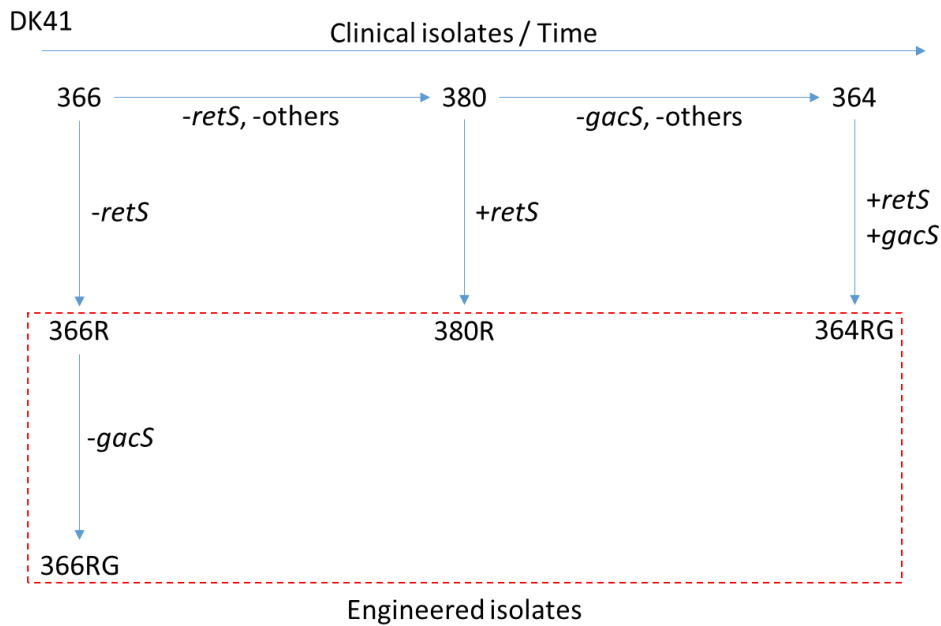 DK41
Clinical isolates / Time
366
380
364
-retS, -others
-gacS, -others
-retS
+retS
+retS
+gacS
366R
380R
364RG
-gacS
366RG
Engineered isolates